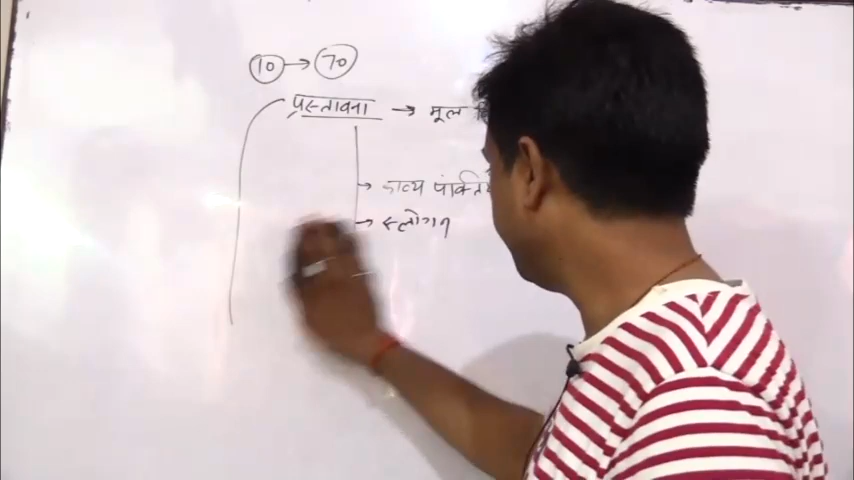 10 → 70
प्रस्तावना → मूल
→ काव्य पंक्ति
→ स्लोगन